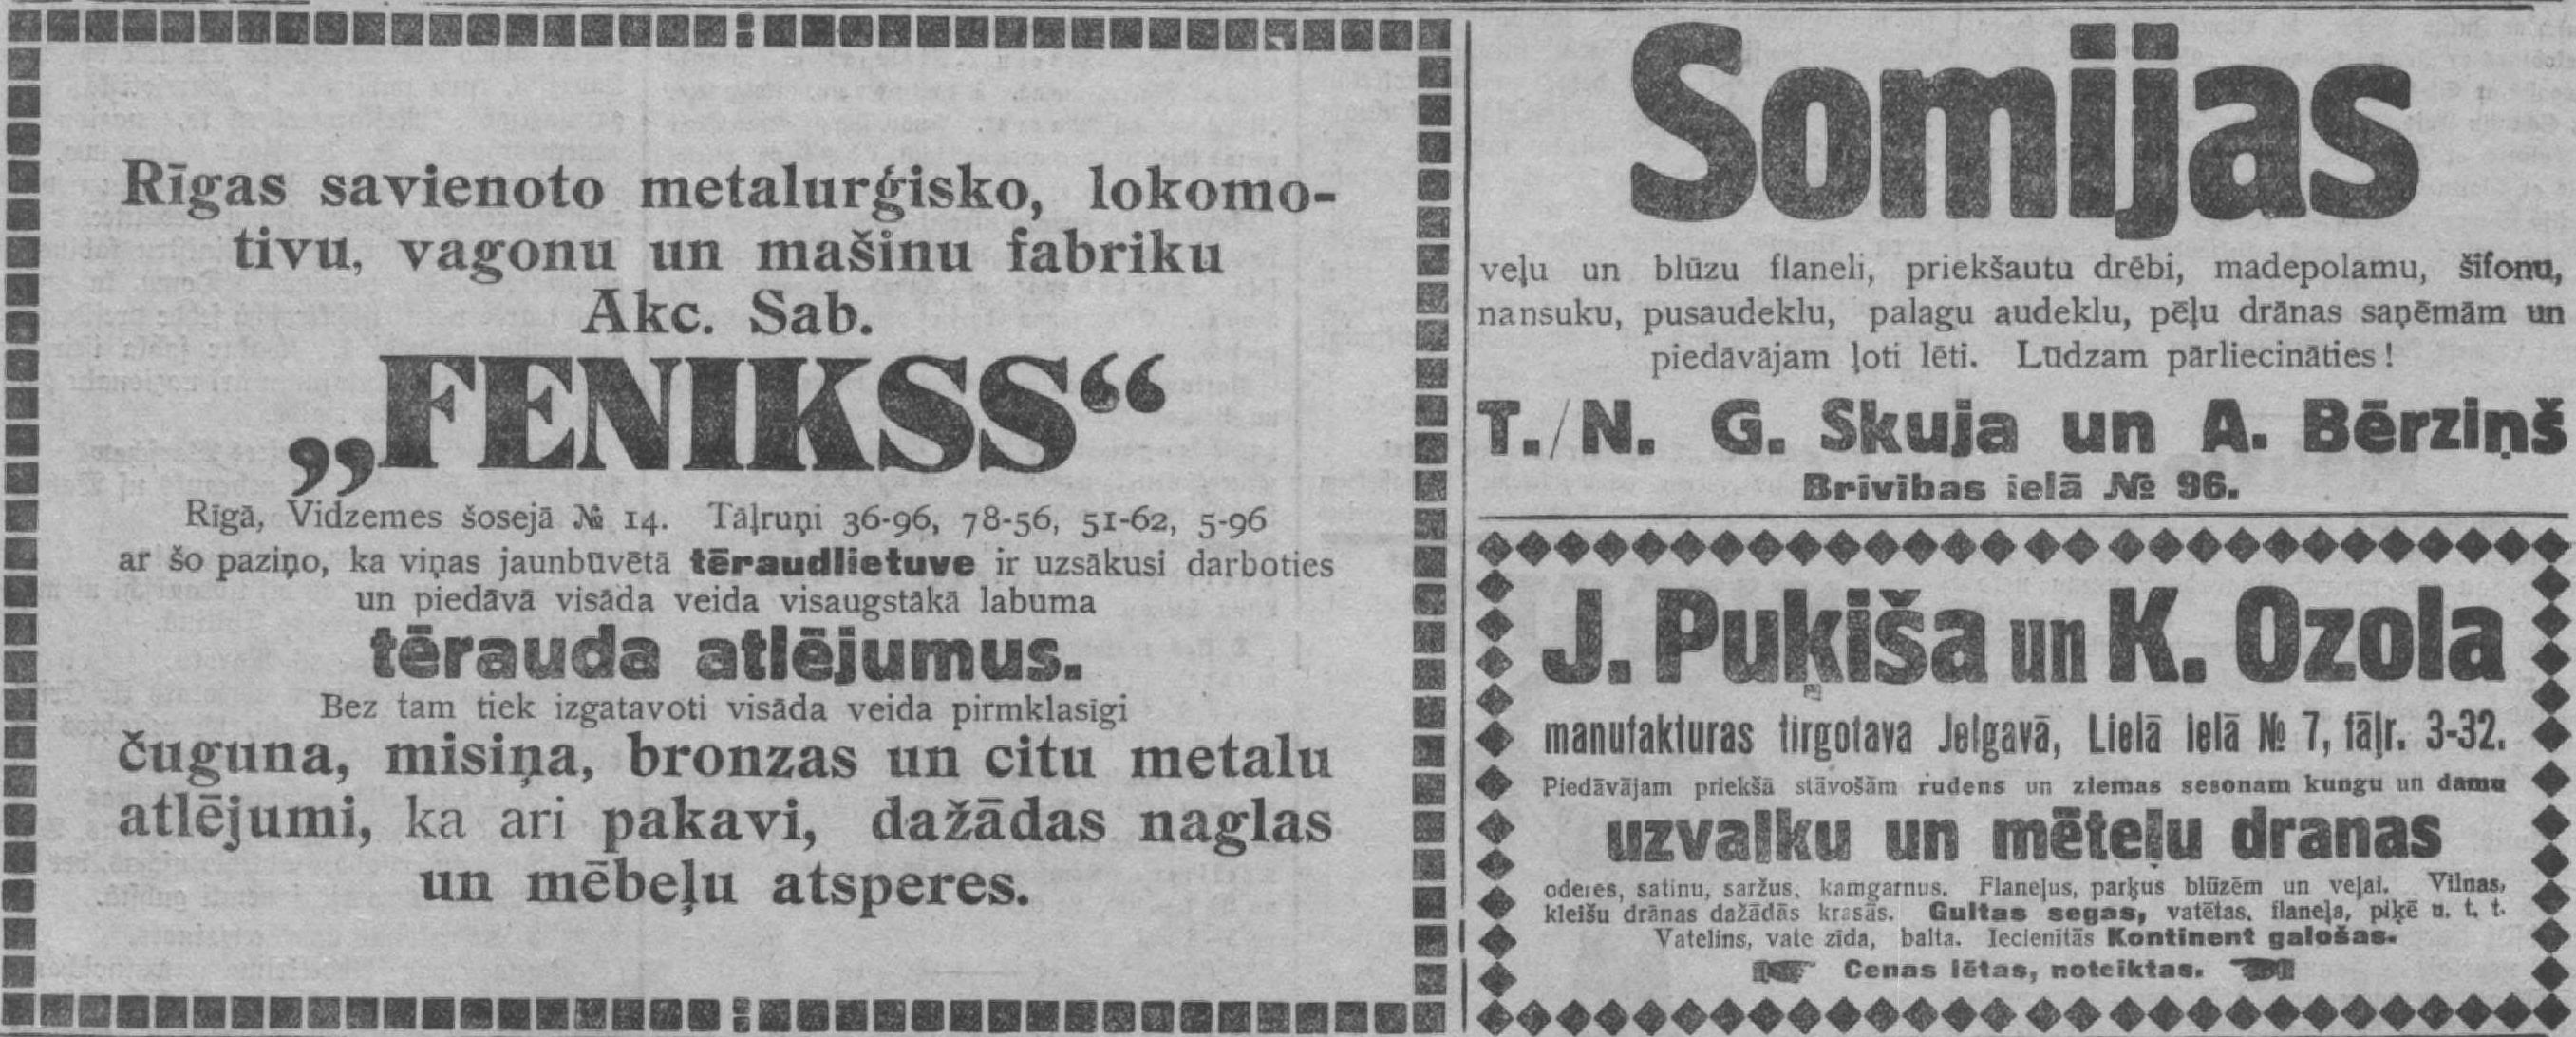 Rīgas savienoto metalurģisko, lokomo-
tivu, vagonu un mašinu fabriku
Akc. Sab.
„FENIKSS“
Rīgā, Vidzemes šosejā № 14. Tāļruņi 36-96, 78-56, 51-62, 5-96
ar šo paziņo, ka viņas jaunbūvētā tēraudlietuve ir uzsākusi darboties
un piedāvā visāda veida visaugstākā labuma
tērauda atlējumus.
Bez tam tiek izgatavoti visāda veida pirmklasīgi
čuguna, misiņa, bronzas un citu metalu
atlējumi, ka ari pakavi, dažādas naglas
un mēbeļu atsperes.
Somijas
veļu un blūzu flaneli, priekšautu drēbi, madepolamu, šifonu,
nansuku, pusaudeklu, palagu audeklu, pēļu drānas saņēmām un
piedāvājam ļoti lēti. Lūdzam pārliecināties!
T./N. G. Skuja un A. Bērziņš
Brīvības ielā № 96.
J. Puķiša un K. Ozola
manufakturas tirgotava Jelgavā, Lielā ielā № 7, tāļr. 3-32.
Piedāvājam priekšā stāvošām rudens un ziemas sesonam kungu un damu
uzvalku un mēteļu dranas
oderes, satinu, saržus, kamgarnus. Flaneļus, parķus blūzēm un veļai. Vilnas,
kleišu drānas dažādās krasās. Gultas segas, vatētas, flaneļa, piķē u. t. t.
Vatelins, vate zīda, balta. Iecienītās Kontinent galošas.
Cenas lētas, noteiktas.